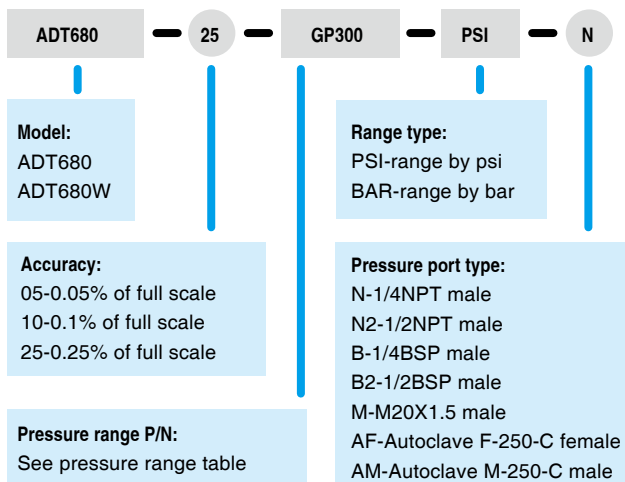 ADT680
25
GP300
PSI
N
Model:
ADT680
ADT680W
Range type:
PSI-range by psi
BAR-range by bar
Accuracy:
05-0.05% of full scale
10-0.1% of full scale
25-0.25% of full scale
Pressure port type:
N-1/4NPT male
N2-1/2NPT male
B-1/4BSP male
B2-1/2BSP male
M-M20X1.5 male
AF-Autoclave F-250-C female
AM-Autoclave M-250-C male
Pressure range P/N:
See pressure range table